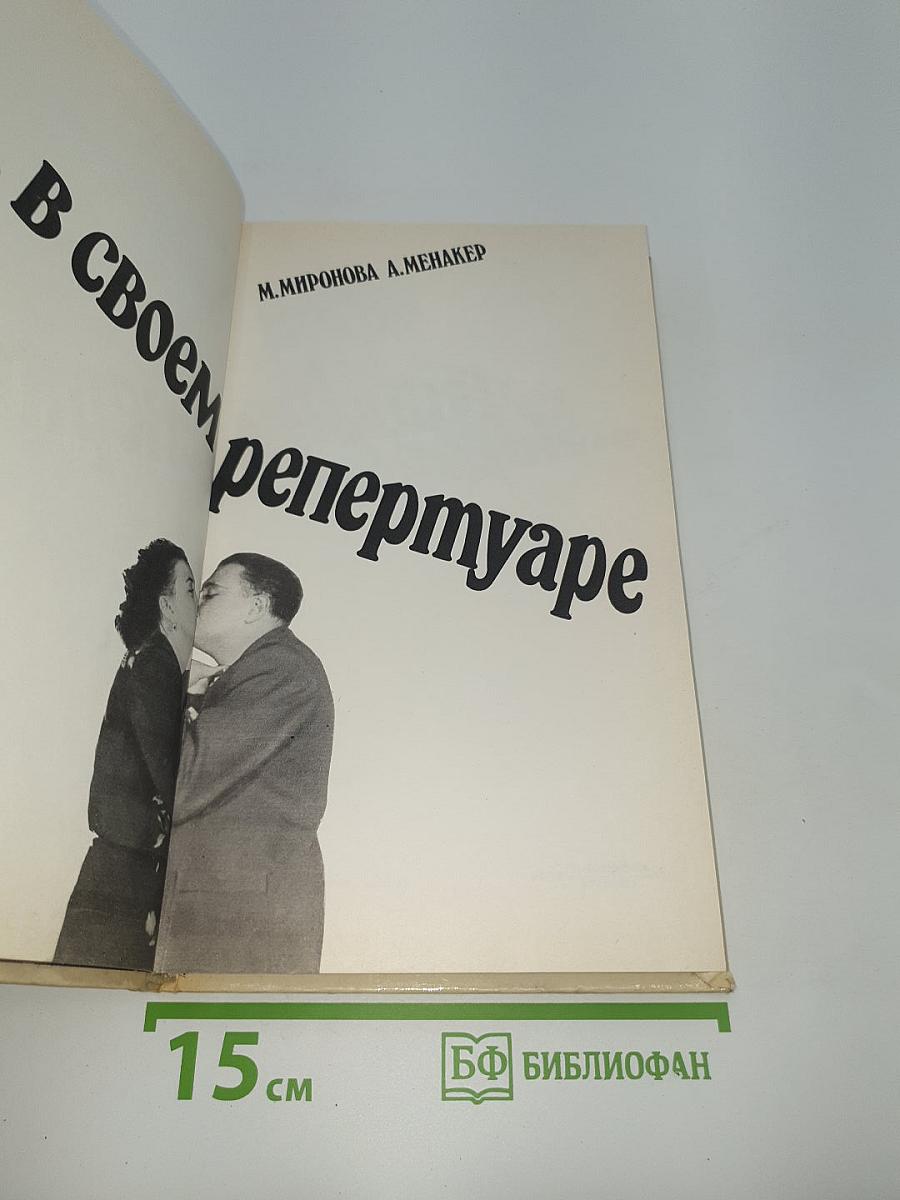 М.МИРОНОВА А.МЕНАКЕР
В СВОЕМ репертуаре
15 см
БФ БИБЛИОФАН